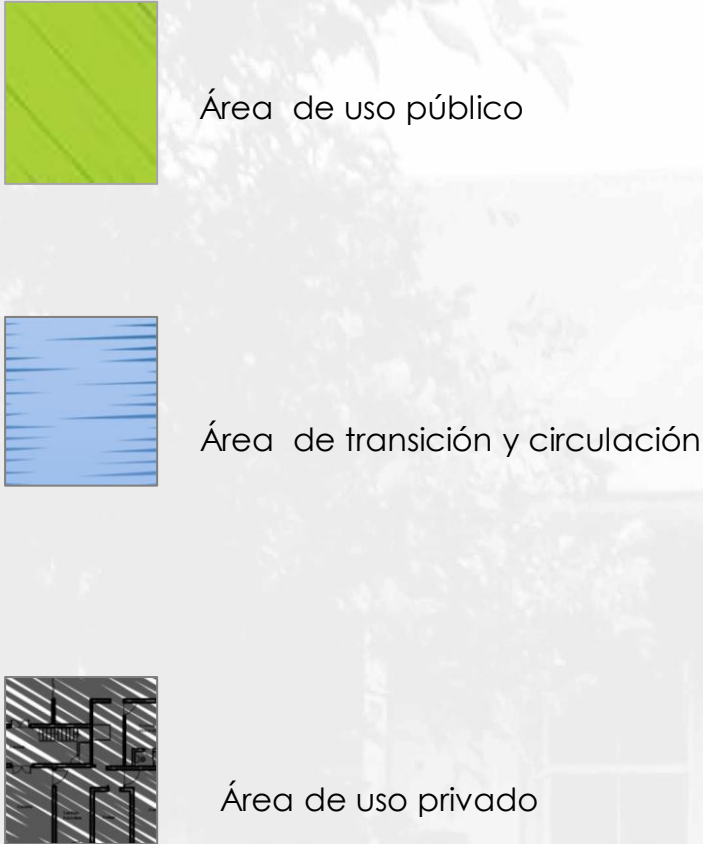 Área de uso público
Área de transición y circulación
Área de uso privado